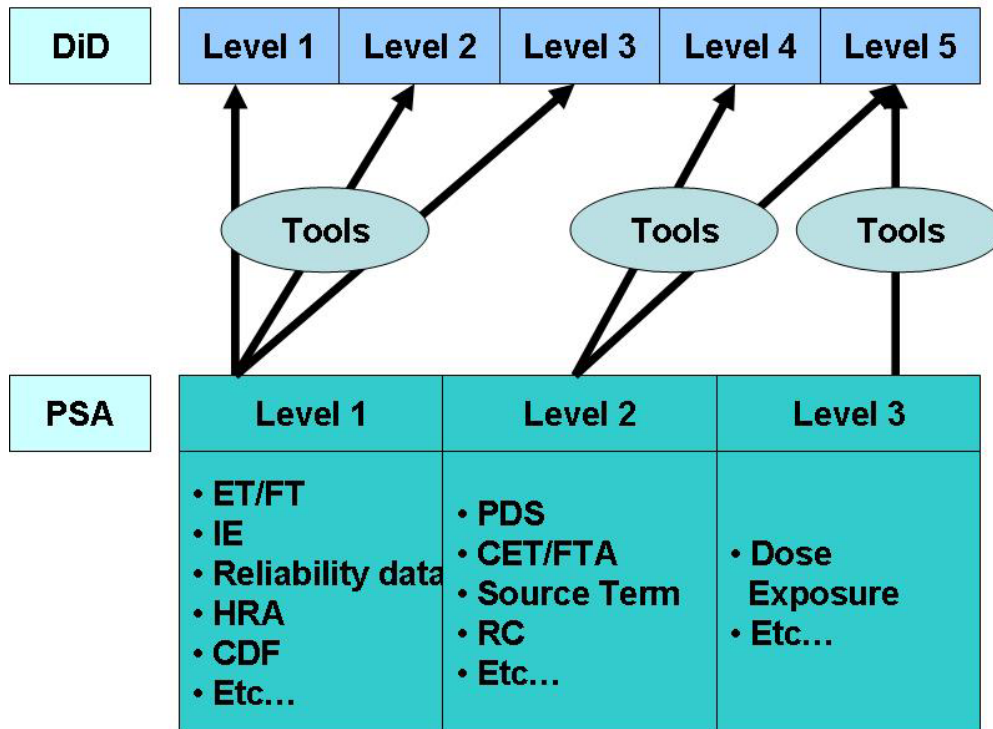 DiD
Level 1
Level 2
Level 3
Level 4
Level 5
Tools
Tools
Tools
PSA
Level 1
Level 2
Level 3
• ET/FT
• IE
• Reliability data
• HRA
• CDF
• Etc...
• PDS
• CET/FTA
• Source Term
• RC
• Etc...
• Dose
Exposure
• Etc...